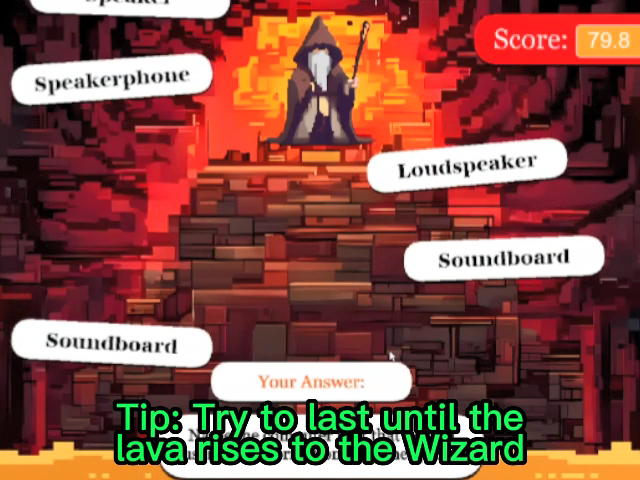 Speaker
Score: 79.8
Speakerphone
Loudspeaker
Soundboard
Soundboard
Your Answer:
Tip: Try to last until the
lava rises to the Wizard